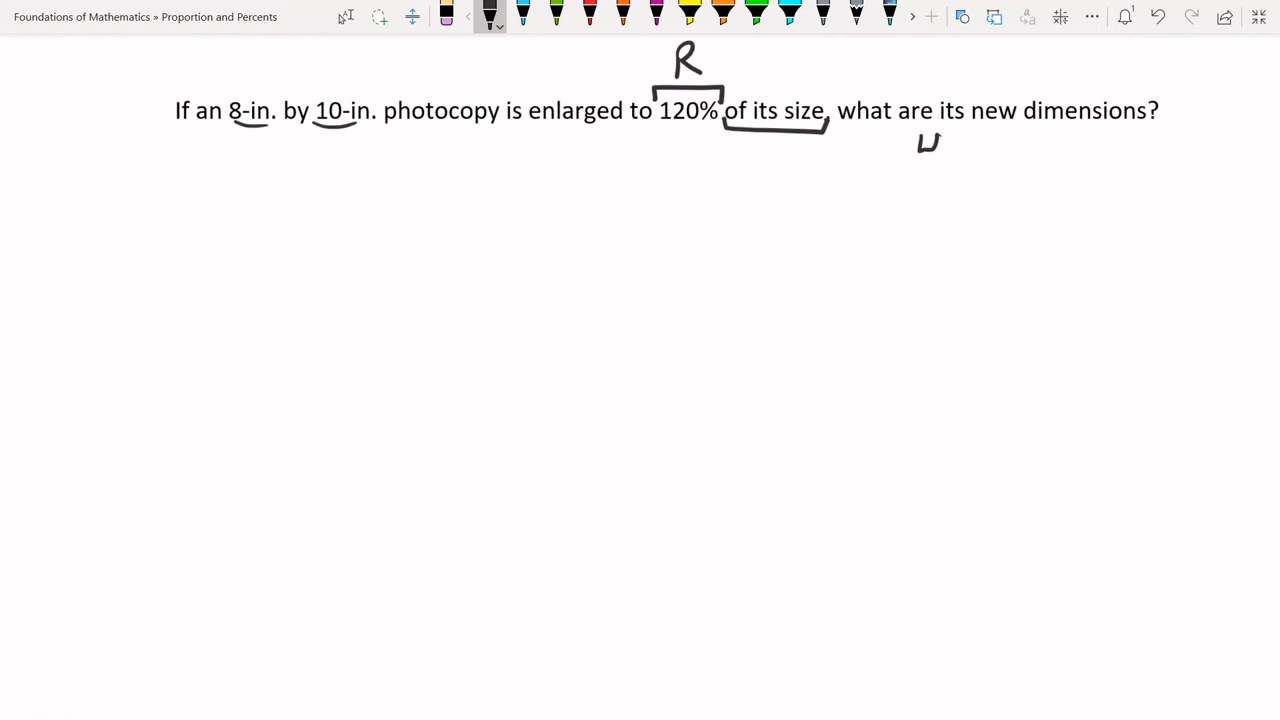 Foundations of Mathematics » Proportion and Percents
R
If an 8-in. by 10-in. photocopy is enlarged to 120% of its size, what are its new dimensions?